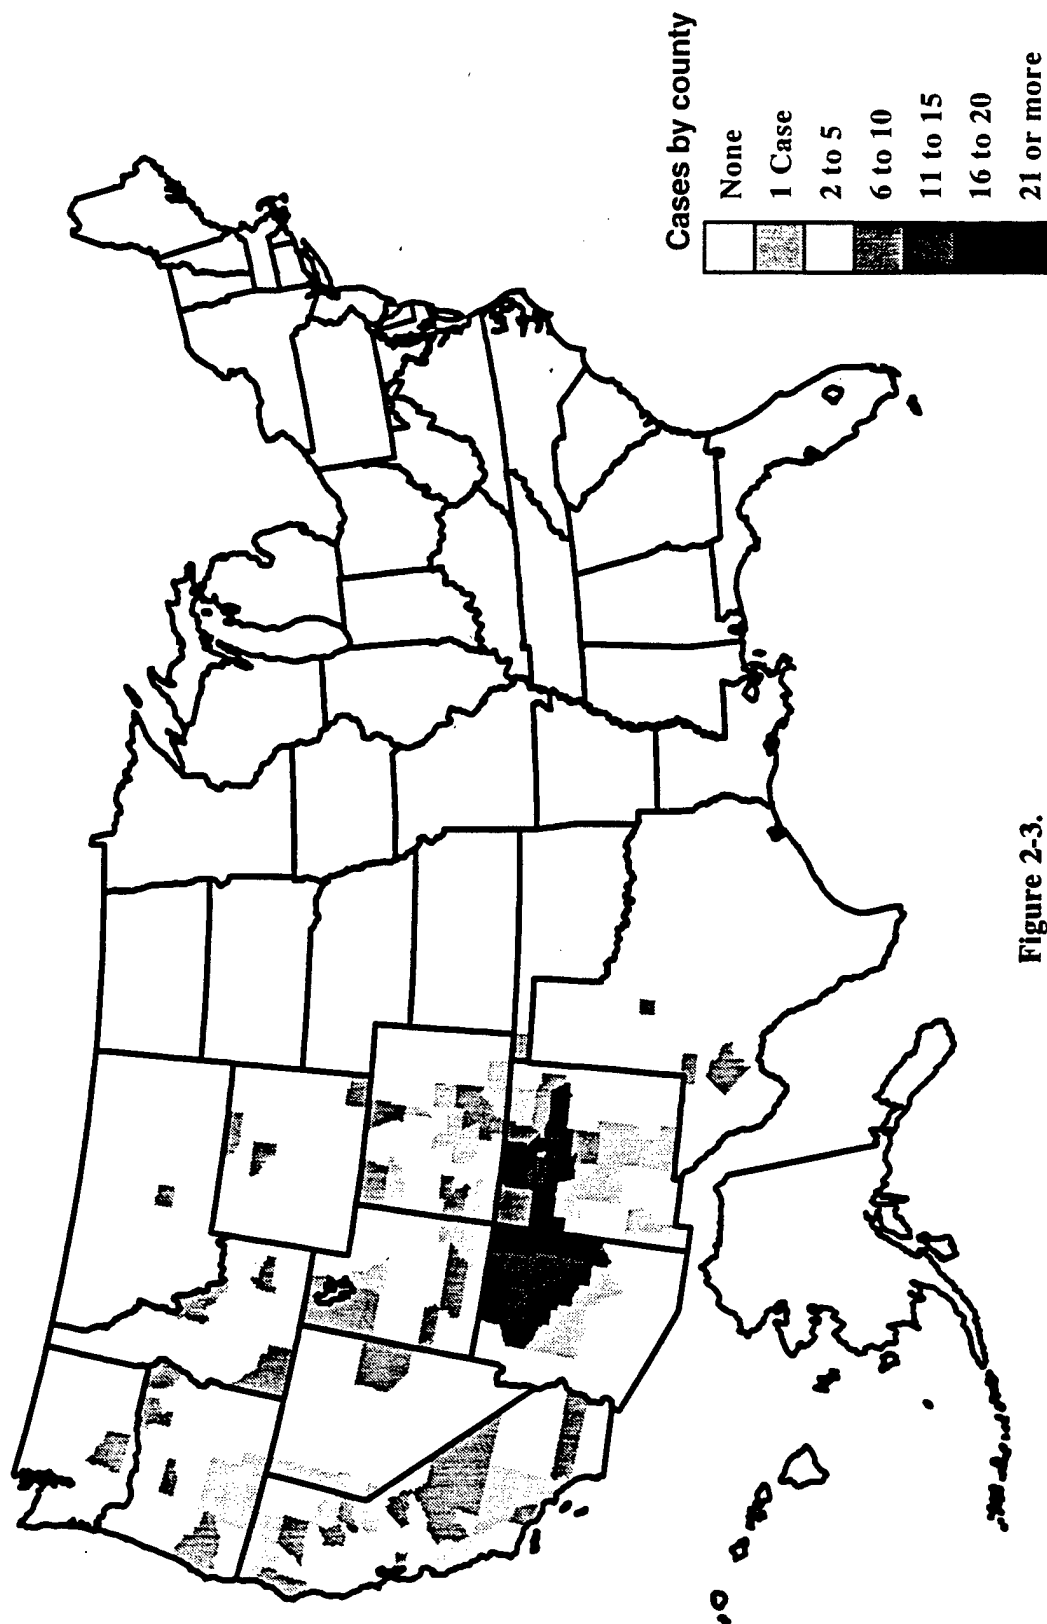 Cases by county
None
1 Case
2 to 5
6 to 10
11 to 15
16 to 20
21 or more
Figure 2-3.